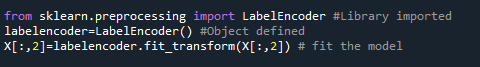 from sklearn.preprocessing import LabelEncoder #Library imported
labelencoder=LabelEncoder() #Object defined
X[:,2]=labelencoder.fit_transform(X[:,2]) # fit the model